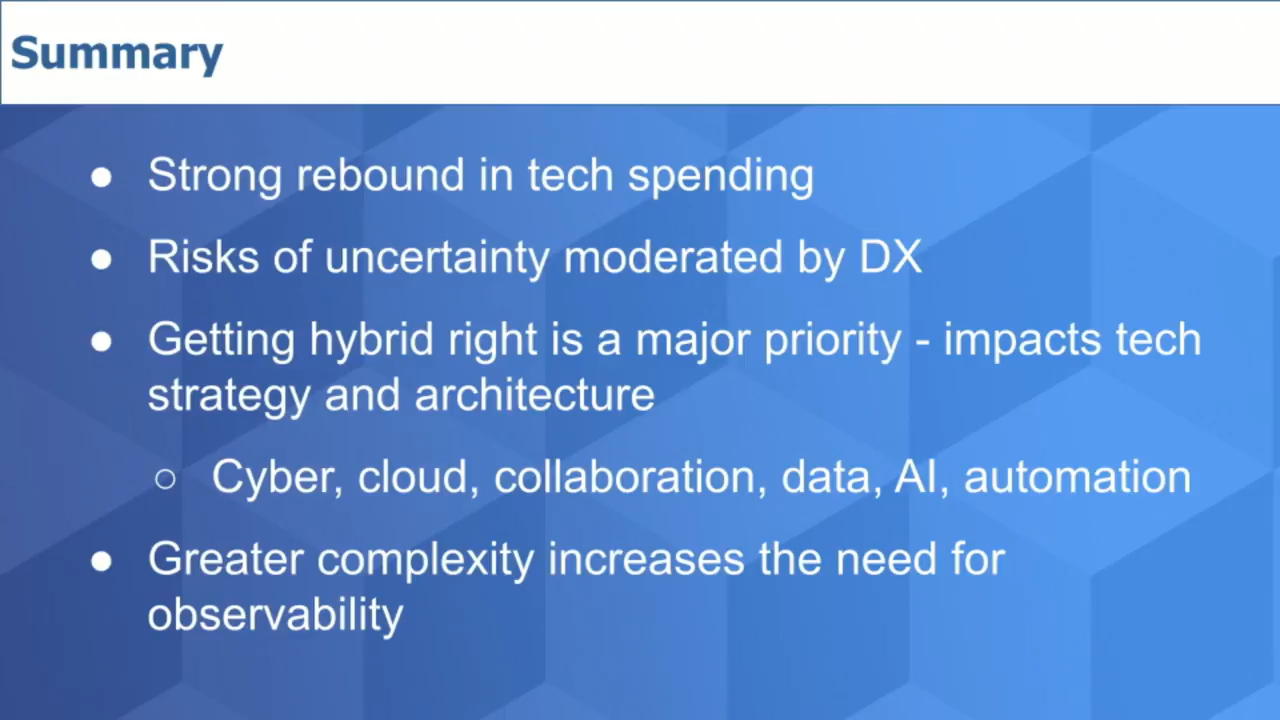 Summary
● Strong rebound in tech spending
● Risks of uncertainty moderated by DX
● Getting hybrid right is a major priority - impacts tech
strategy and architecture
○ Cyber, cloud, collaboration, data, AI, automation
● Greater complexity increases the need for
observability